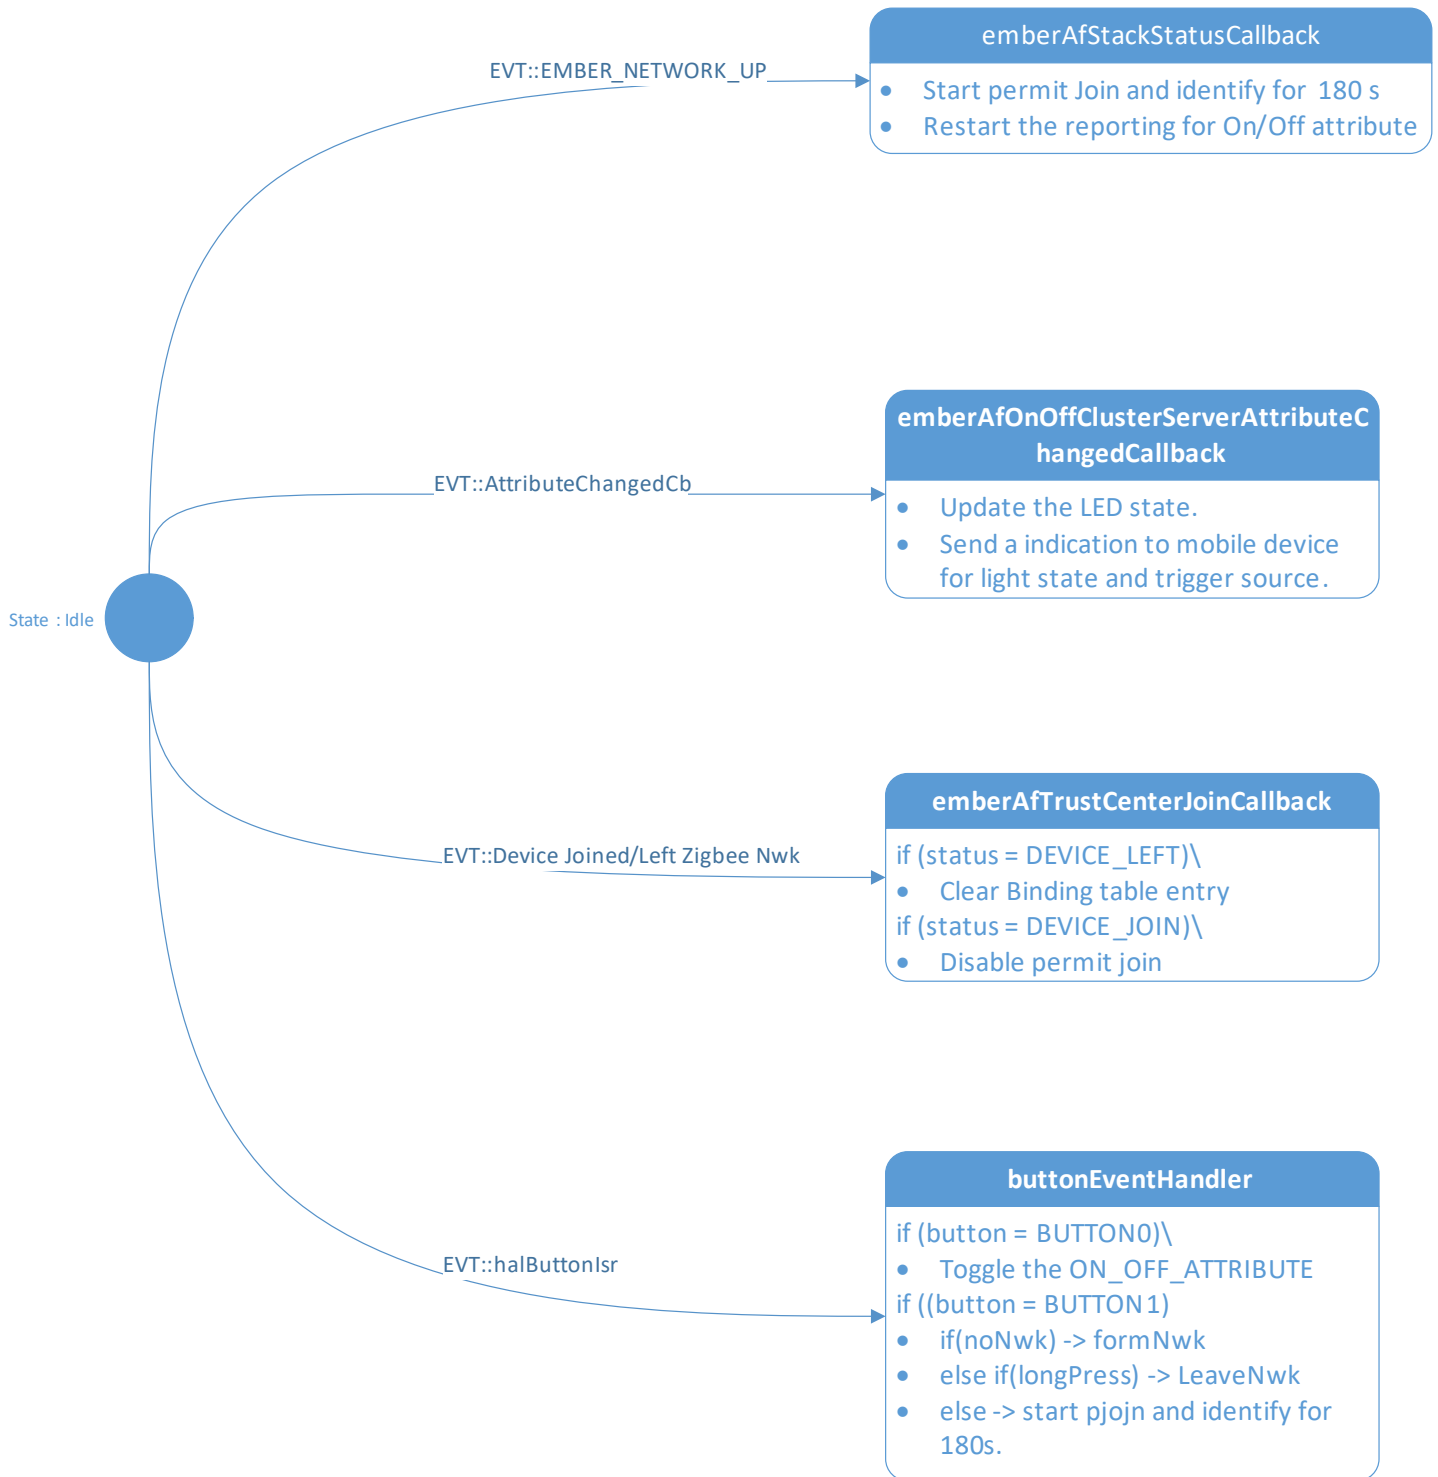 emberAfStackStatusCallback
EVT::EMBER_NETWORK_UP
• Start permit Join and identify for 180 s
• Restart the reporting for On/Off attribute
emberAfOnOffClusterServerAttributeC
hangedCallback
EVT::AttributeChangedCb
• Update the LED state.
• Send a indication to mobile device
for light state and trigger source.
State : Idle
emberAfTrustCenterJoinCallback
EVT::Device Joined/Left Zigbee Nwk
if (status = DEVICE_LEFT)\
• Clear Binding table entry
if (status = DEVICE_JOIN)\
• Disable permit join
buttonEventHandler
if (button = BUTTON0)\
EVT::halButtonIsr
• Toggle the ON_OFF_ATTRIBUTE
if ((button = BUTTON1)
• if(noNwk) -> formNwk
• else if(longPress) -> LeaveNwk
• else -> start pjojn and identify for
180s.